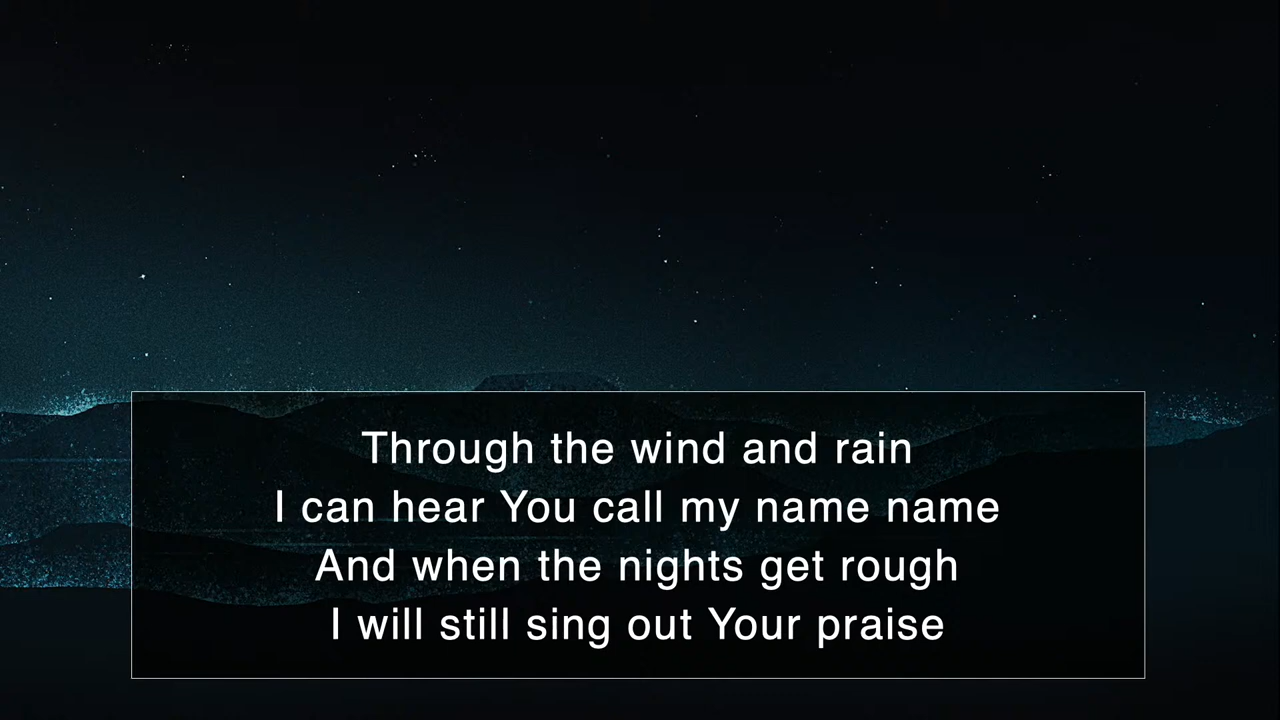 Through the wind and rain
I can hear You call my name name
And when the nights get rough
I will still sing out Your praise